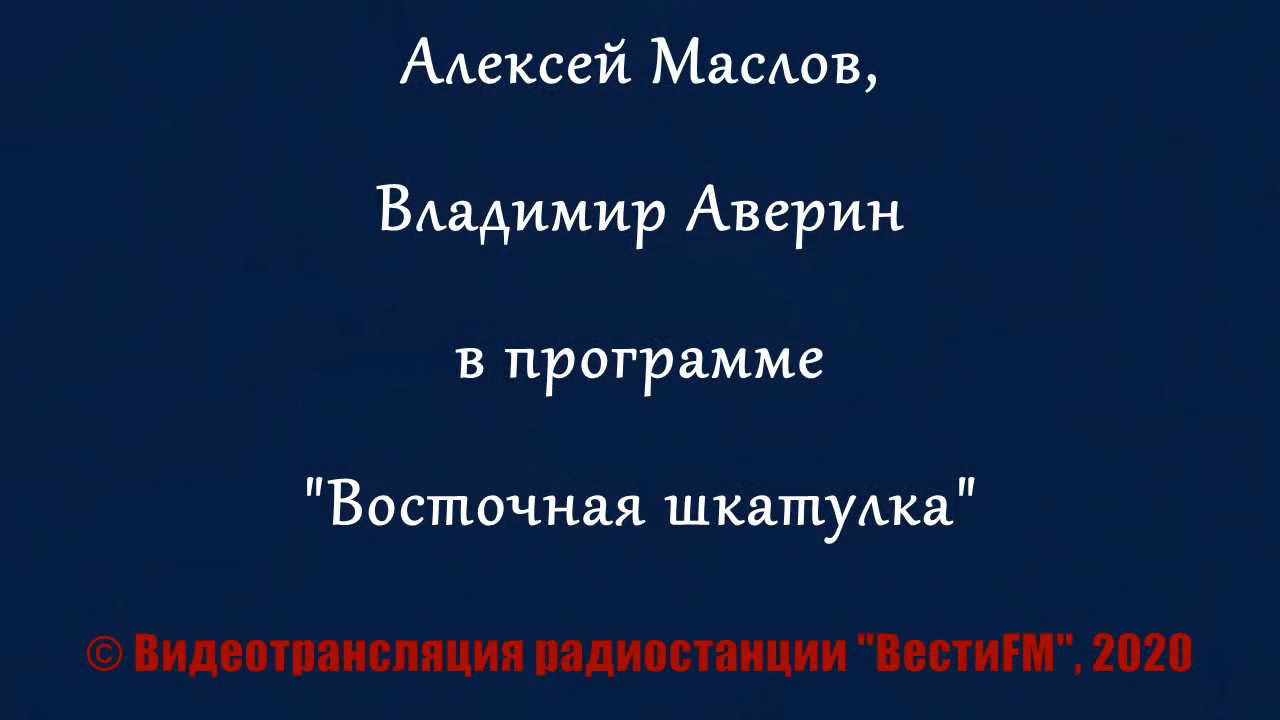 Алексей Маслов,
Владимир Аверин
в программе
"Восточная шкатулка"
© Видеотрансляция радиостанции "ВестиFM", 2020